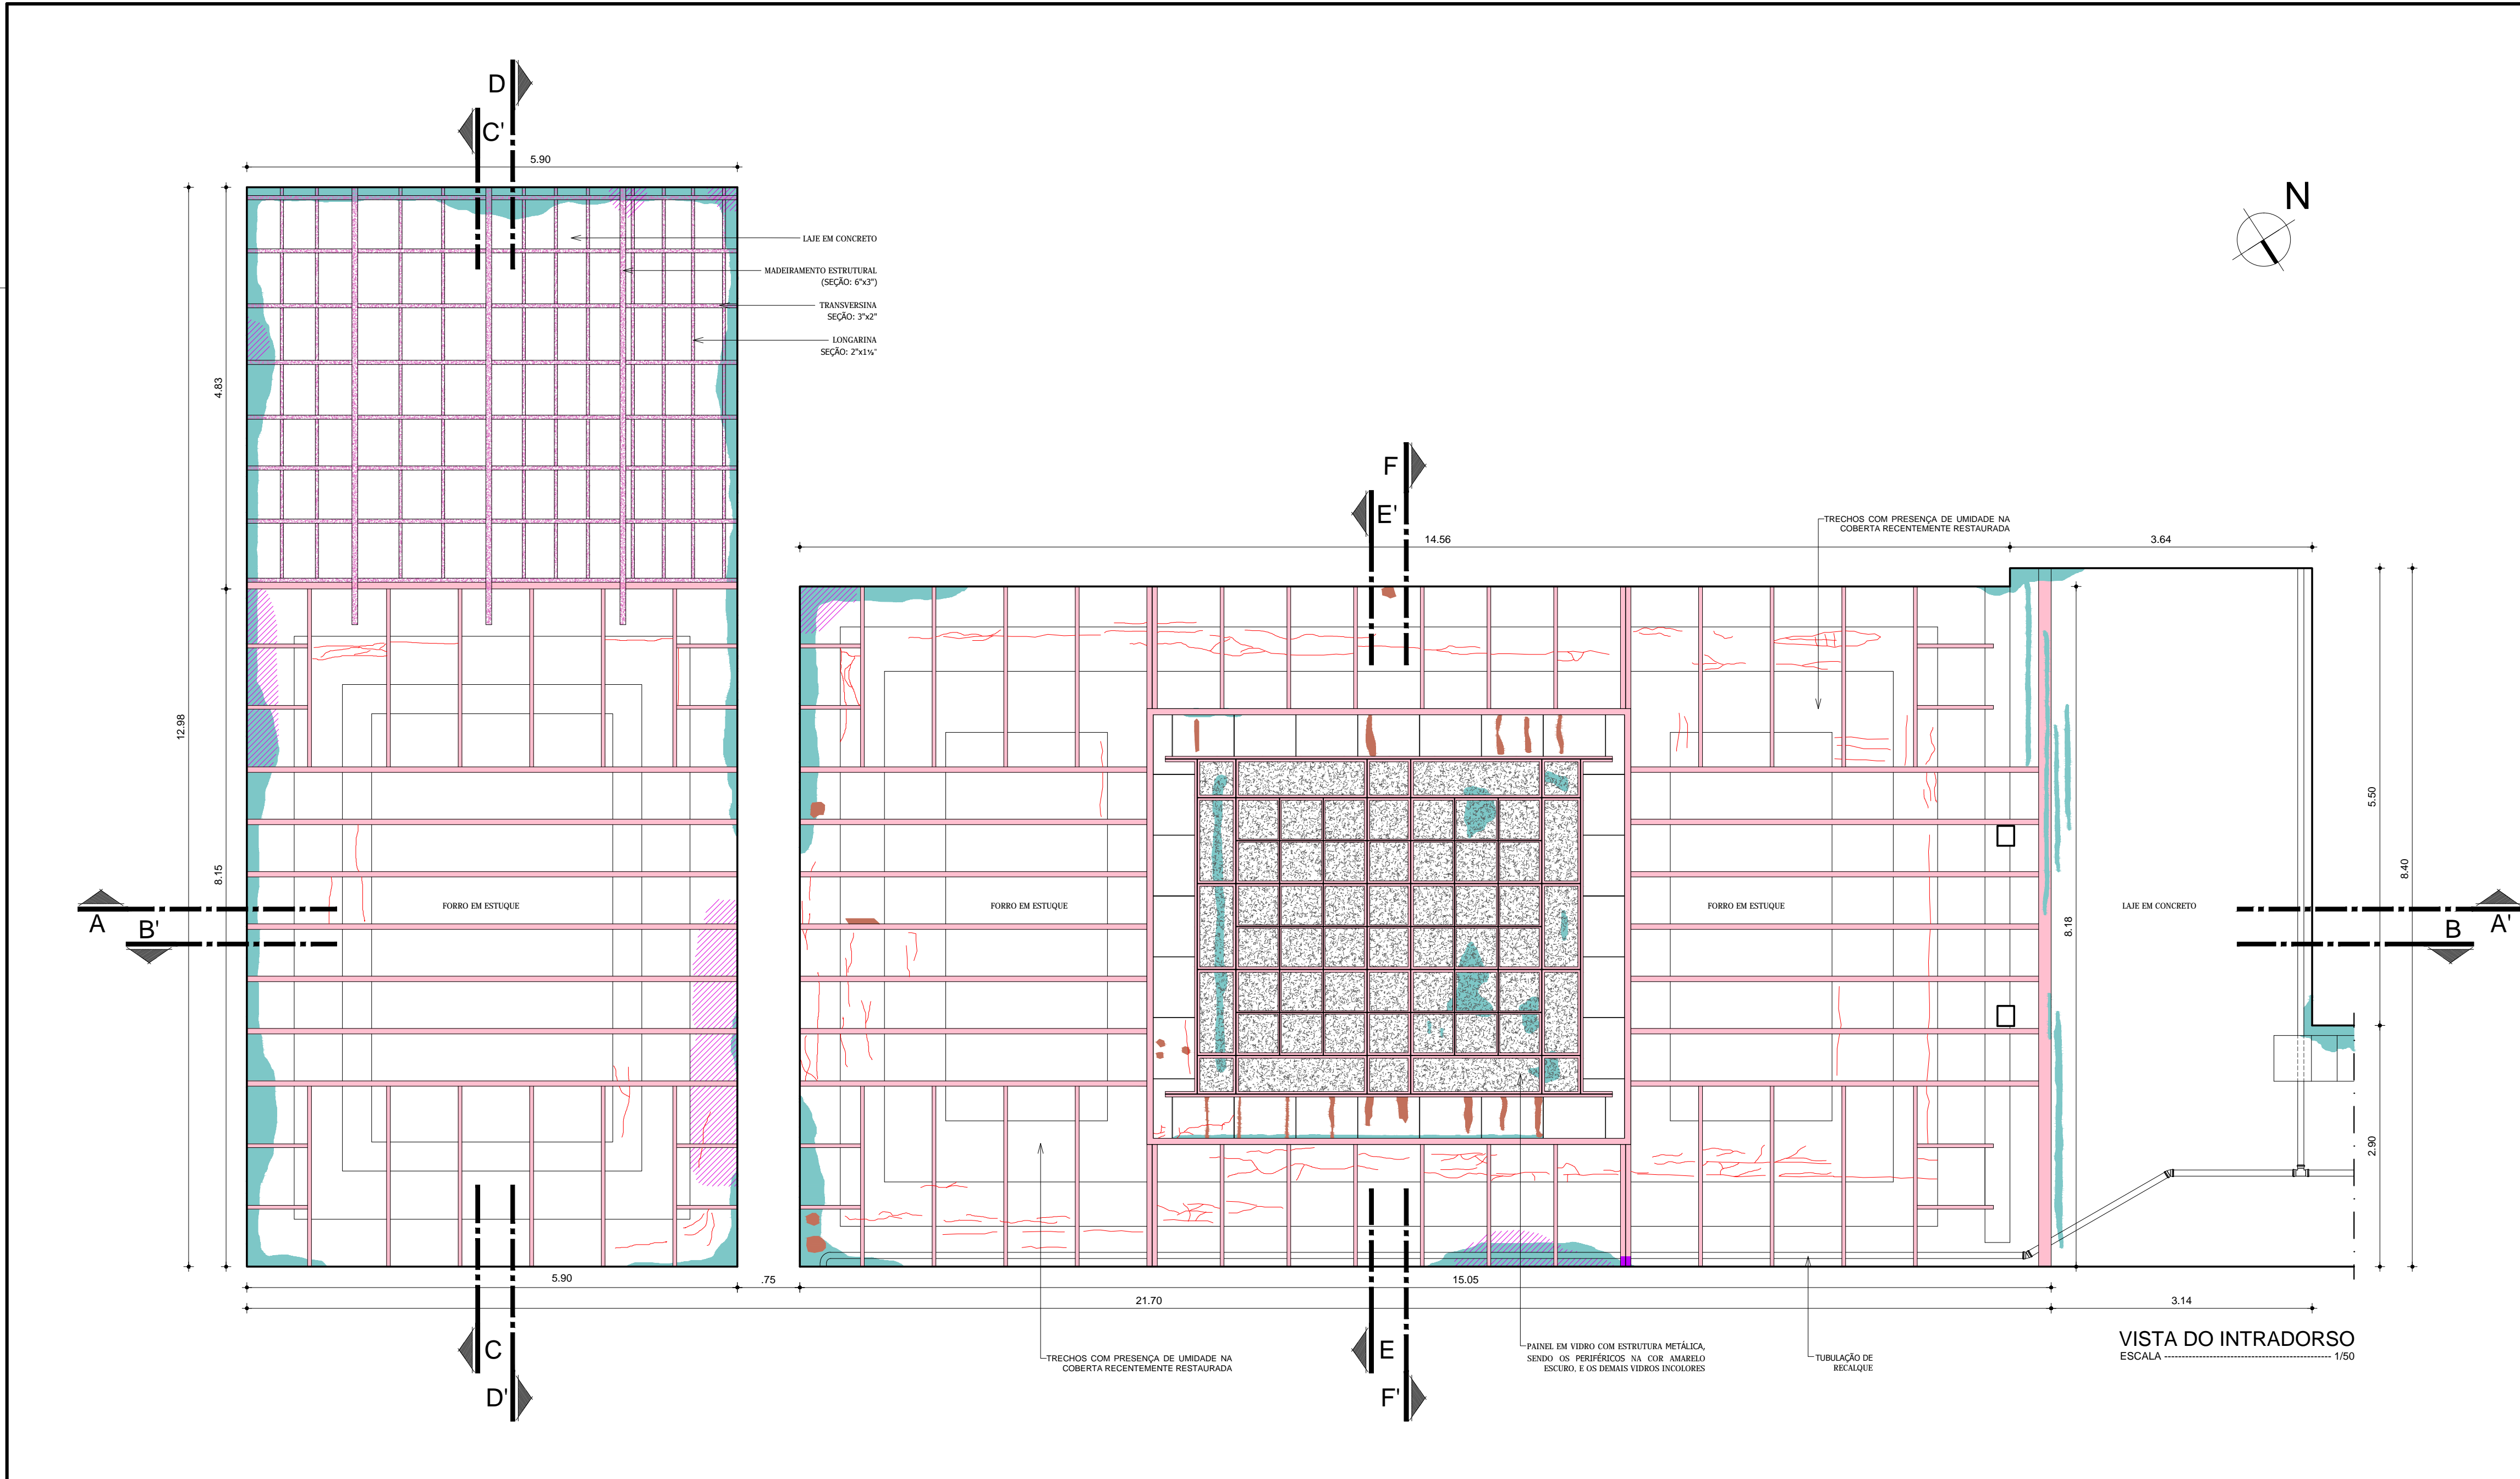 D
C'
5.90
N
LAJE EM CONCRETO
MADEIRAMENTO ESTRUTURAL
(SEÇÃO: 6"x3")
TRANSVERSINA
SEÇÃO: 3"x2"
LONGARINA
SEÇÃO: 2"x1½"
4.83
12.98
8.15
F
E'
14.56
3.64
TRECHOS COM PRESENÇA DE UMIDADE NA
COBERTA RECENTEMENTE RESTAURADA
5.50
8.40
8.18
2.90
A
B'
FORRO EM ESTUQUE
FORRO EM ESTUQUE
FORRO EM ESTUQUE
LAJE EM CONCRETO
B
A'
5.90
.75
15.05
21.70
3.14
C
D'
E
F'
TRECHOS COM PRESENÇA DE UMIDADE NA
COBERTA RECENTEMENTE RESTAURADA
PAINEL EM VIDRO COM ESTRUTURA METÁLICA,
SENDO OS PERIFÉRICOS NA COR AMARELO
ESCURO, E OS DEMAIS VIDROS INCOLORES
TUBULAÇÃO DE
RECALQUE
VISTA DO INTRADORSO
ESCALA ------------------------------------------------ 1/50